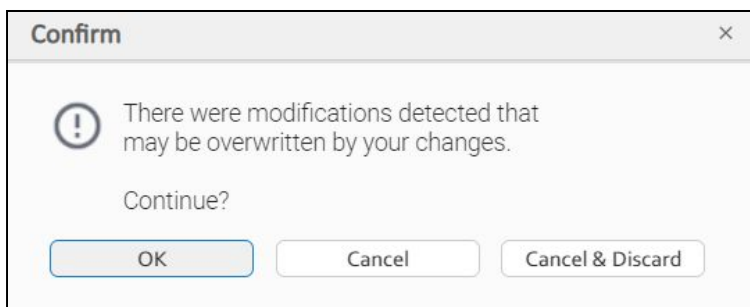 Confirm
There were modifications detected that
may be overwritten by your changes.
Continue?
OK Cancel Cancel & Discard